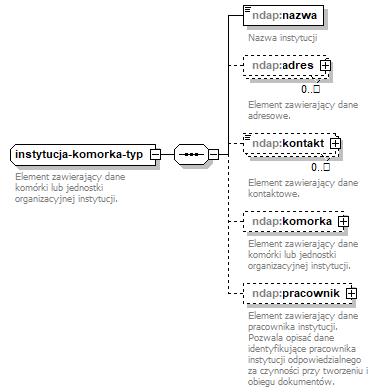 ndap:nazwa
Nazwa instytucji
ndap:adres
0..□
Element zawierający dane
adresowe.
instytucja-komorka-typ
Element zawierający dane
komórki lub jednostki
organizacyjnej instytucji.
ndap:kontakt
0..□
Element zawierający dane
kontaktowe.
ndap:komorka
Element zawierający dane
komórki lub jednostki
organizacyjnej instytucji.
ndap:pracownik
Element zawierający dane
pracownika instytucji.
Pozwala opisać dane
identyfikujące pracownika
instytucji odpowiedzialnego
za czynności przy tworzeniu i
obiegu dokumentów.